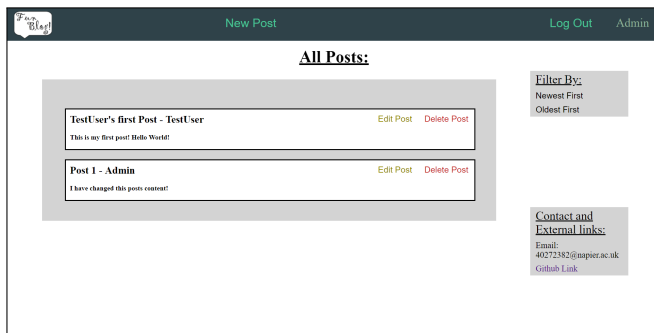 Fun Blog!
New Post
Log Out
Admin
All Posts:
TestUser's first Post - TestUser
Edit Post
Delete Post
This is my first post! Hello World!
Post 1 - Admin
Edit Post
Delete Post
I have changed this posts content!
Filter By:
Newest First
Oldest First
Contact and
External links:
Email:
40272382@napier.ac.uk
Github Link